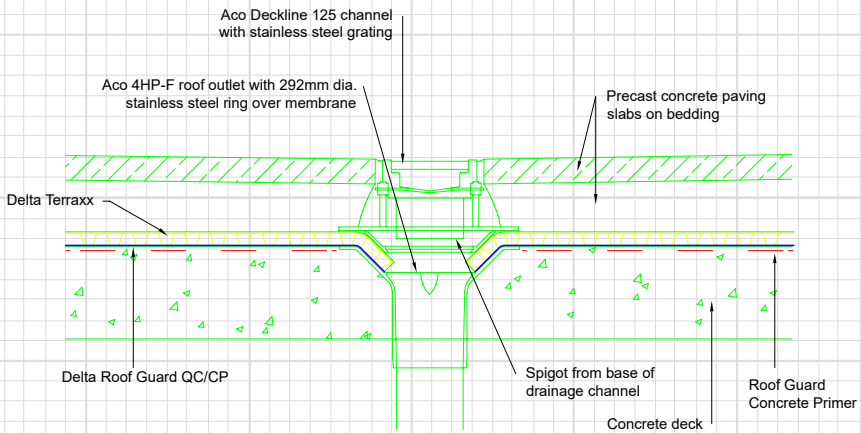 Aco Deckline 125 channel
with stainless steel grating
Aco 4HP-F roof outlet with 292mm dia.
stainless steel ring over membrane
Precast concrete paving
slabs on bedding
Delta Terraxx
Delta Roof Guard QC/CP
Spigot from base of
drainage channel
Roof Guard
Concrete Primer
Concrete deck